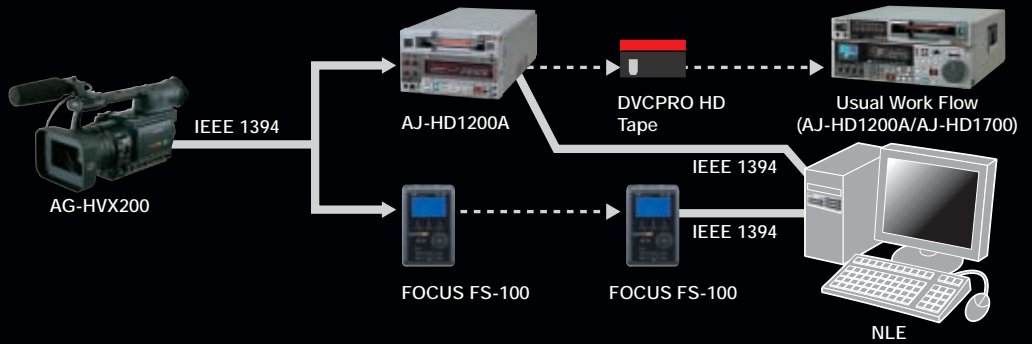 IEEE 1394
AG-HVX200
AJ-HD1200A
DVCPRO HD
Tape
Usual Work Flow
(AJ-HD1200A/AJ-HD1700)
IEEE 1394
FOCUS FS-100
FOCUS FS-100
IEEE 1394
NLE